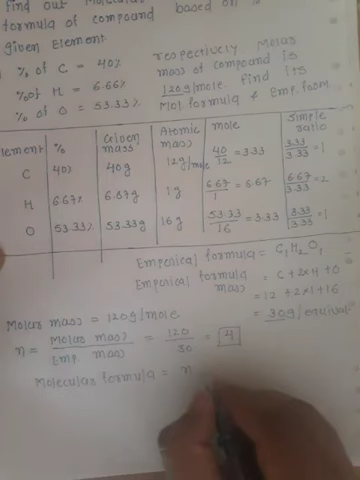 find out Molecular
formula of compound based on
given Element
% of C = 40%
% of H = 6.66%
% of O = 53.33%
respectively Molar
mass of compound is
120g/mole. find its
Mol. formula & Emp. foom
lement % Given mass Atomic mass mole Simple ratio
C 40% 40g 12g/mole 40/12 = 3.33 3.33/3.33 = 1
H 6.67% 6.67g 1g 6.67/1 = 6.67 6.67/3.33 = 2
O 53.33% 53.33g 16g 53.33/16 = 3.33 3.33/3.33 = 1
Emperical formula = C1H2O1
Emperical formula mass = C+2×H+O
= 12+2×1+16
= 30g/equival
Molar mass = 120g/mole
n = Molar mass/Emp. mass = 120/30 = 4
Molecular formula = n